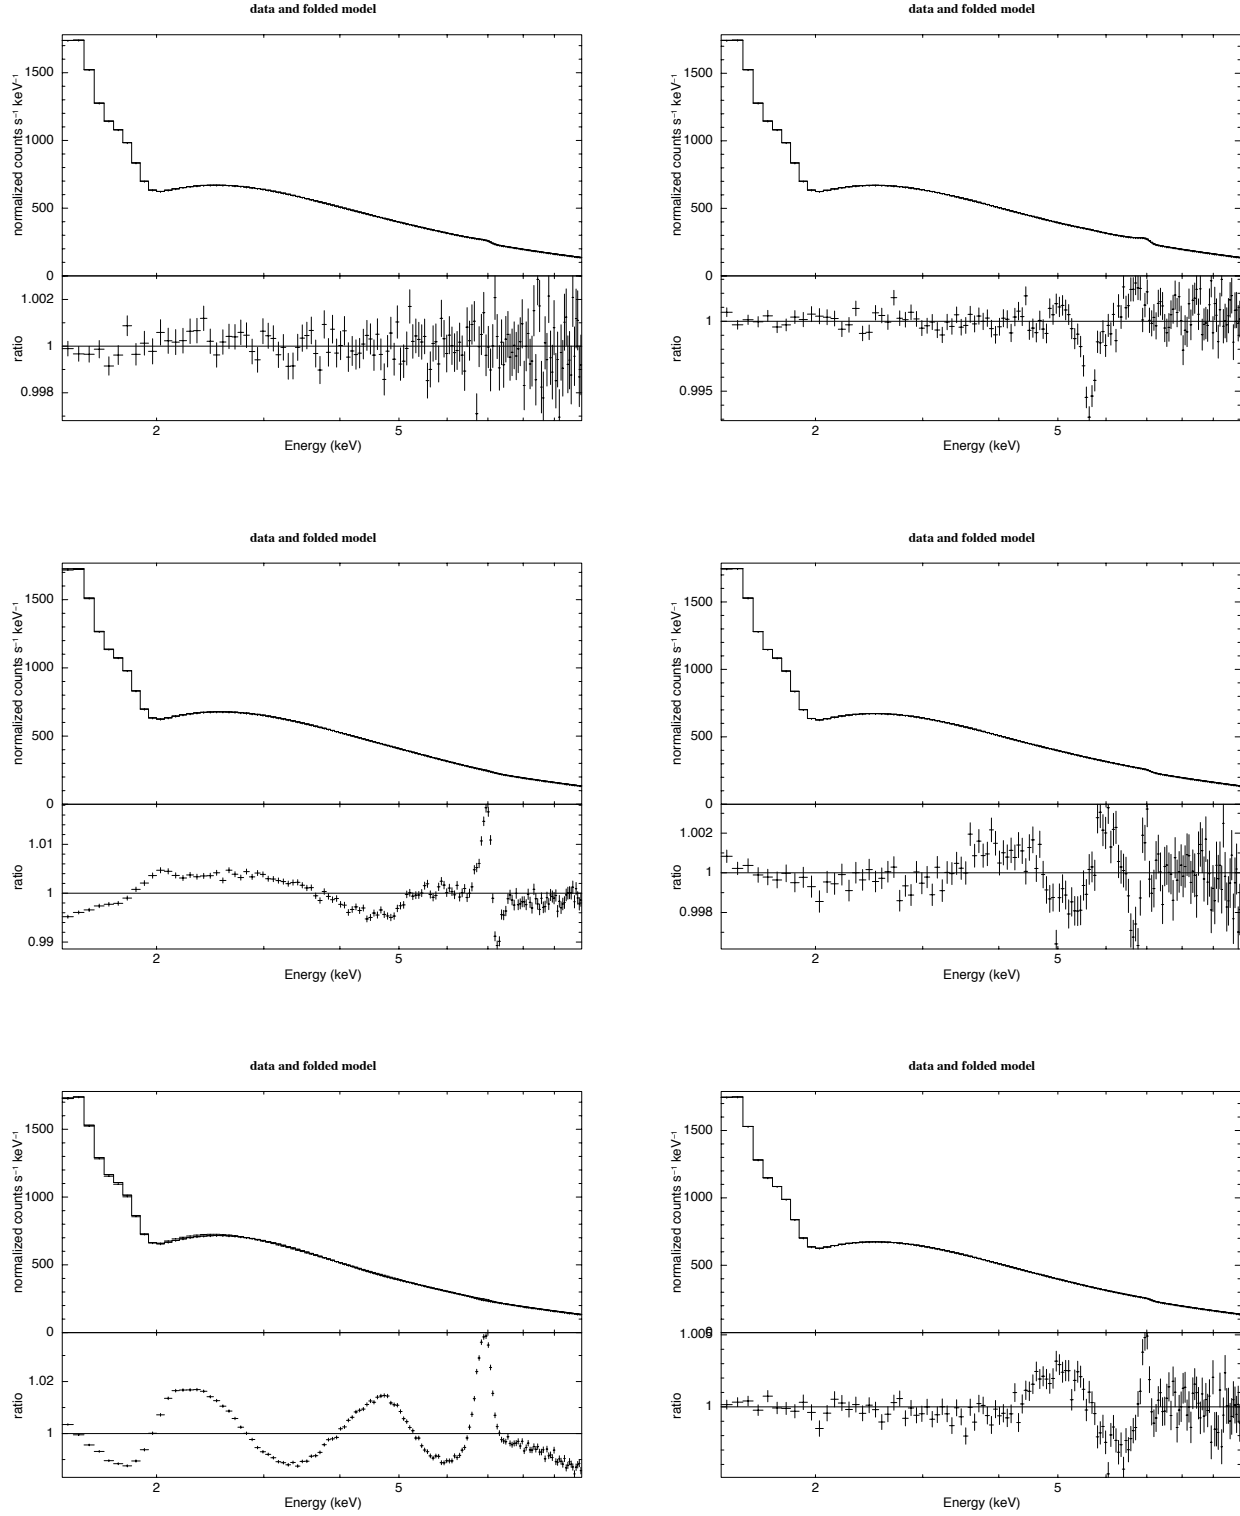 data and folded model
normalized counts s⁻¹ keV⁻¹
1500
1000
500
0
ratio
1.002
1
0.998
2
5
Energy (keV)
data and folded model
normalized counts s⁻¹ keV⁻¹
1500
1000
500
0
ratio
1
0.995
2
5
Energy (keV)
data and folded model
normalized counts s⁻¹ keV⁻¹
1500
1000
500
0
ratio
1.01
1
0.99
2
5
Energy (keV)
data and folded model
normalized counts s⁻¹ keV⁻¹
1500
1000
500
0
ratio
1.002
1
0.998
2
5
Energy (keV)
data and folded model
normalized counts s⁻¹ keV⁻¹
1500
1000
500
0
ratio
1.02
1
2
5
Energy (keV)
data and folded model
normalized counts s⁻¹ keV⁻¹
1500
1000
500
0
ratio
1.005
1
2
5
Energy (keV)